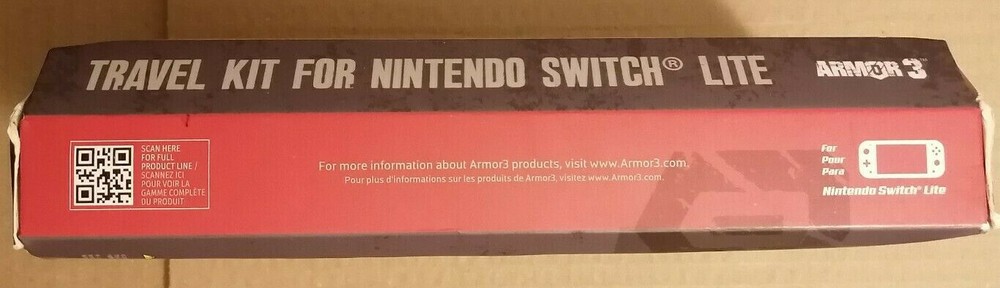 TRAVEL KIT FOR NINTENDO SWITCH® LITE
ARMOR3™
SCAN HERE
FOR FULL
PRODUCT LINE /
SCANNEZ ICI
POUR VOIR LA
GAMME COMPLÈTE
DU PRODUIT
For more information about Armor3 products, visit www.Armor3.com.
Pour plus d'informations sur les produits de Armor3, visitez www.Armor3.com.
For
Pour
Para
Nintendo Switch® Lite